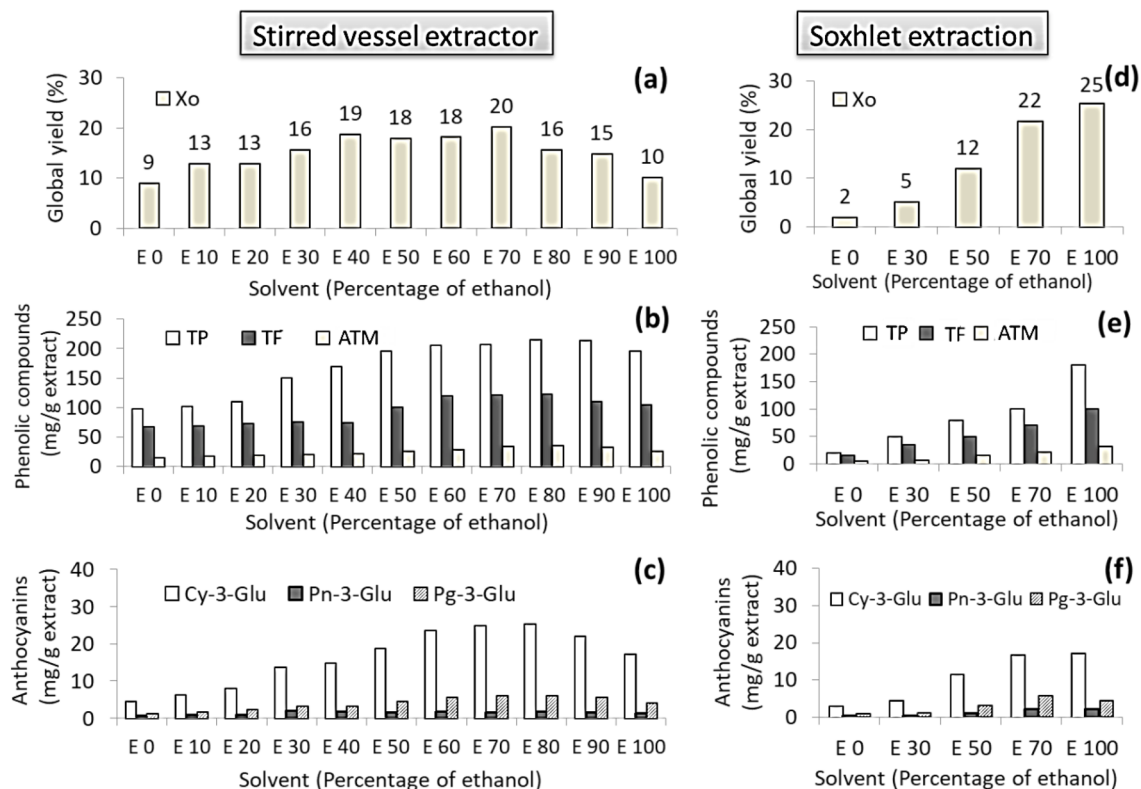 Stirred vessel extractor
Soxhlet extraction
(a)
Global yield (%)
30
20
10
0
Xo
9
13
13
16
19
18
18
20
16
15
10
E 0 E 10 E 20 E 30 E 40 E 50 E 60 E 70 E 80 E 90 E 100
Solvent (Percentage of ethanol)
(d)
Global yield (%)
30
20
10
0
Xo
2
5
12
22
25
E 0 E 30 E 50 E 70 E 100
Solvent (Percentage of ethanol)
(b)
Phenolic compounds
(mg/g extract)
250
200
150
100
50
0
TP TF ATM
E 0 E 10 E 20 E 30 E 40 E 50 E 60 E 70 E 80 E 90 E 100
Solvent (Percentage of ethanol)
(e)
Phenolic compounds
(mg/g extract)
250
200
150
100
50
0
TP TF ATM
E 0 E 30 E 50 E 70 E 100
Solvent (Percentage of ethanol)
(c)
Anthocyanins
(mg/g extract)
40
30
20
10
0
Cy-3-Glu Pn-3-Glu Pg-3-Glu
E 0 E 10 E 20 E 30 E 40 E 50 E 60 E 70 E 80 E 90 E 100
Solvent (Percentage of ethanol)
(f)
Anthocyanins
(mg/g extract)
40
30
20
10
0
Cy-3-Glu Pn-3-Glu Pg-3-Glu
E 0 E 30 E 50 E 70 E 100
Solvent (Percentage of ethanol)